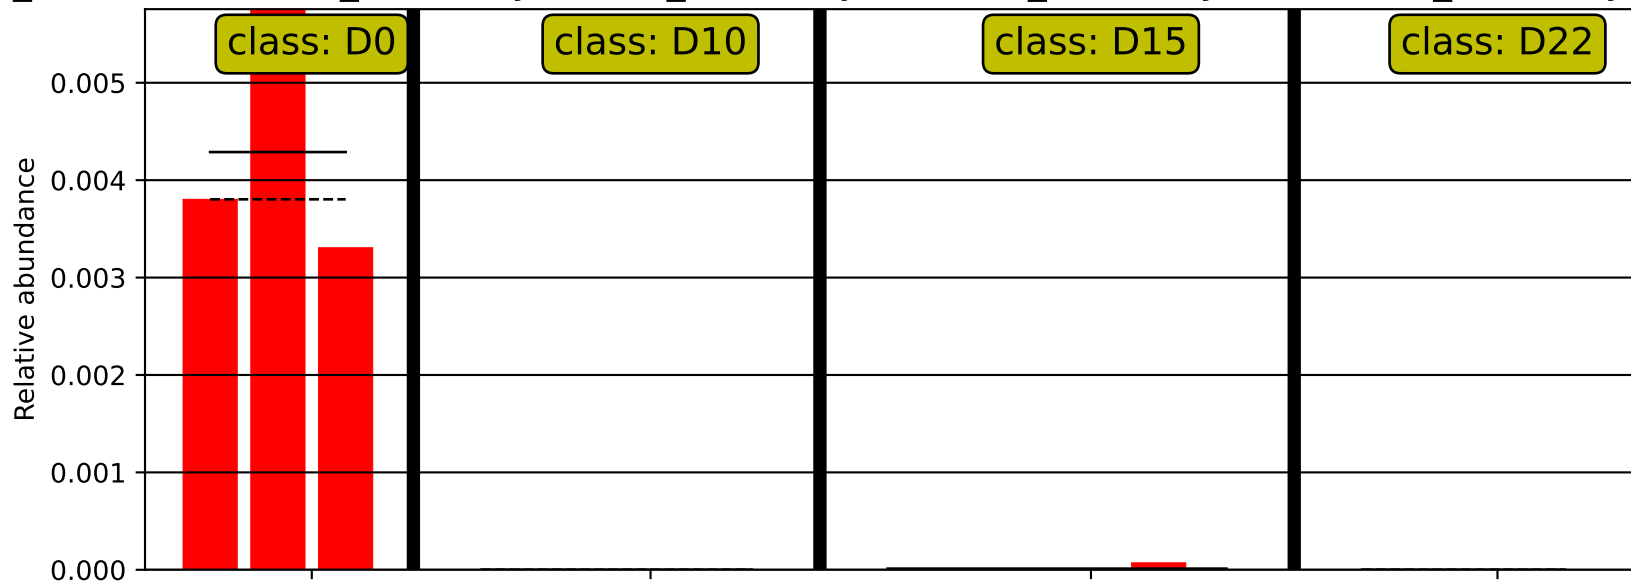 class: D0
class: D10
class: D15
class: D22
0.005
0.004
0.003
0.002
0.001
0.000
Relative abundance